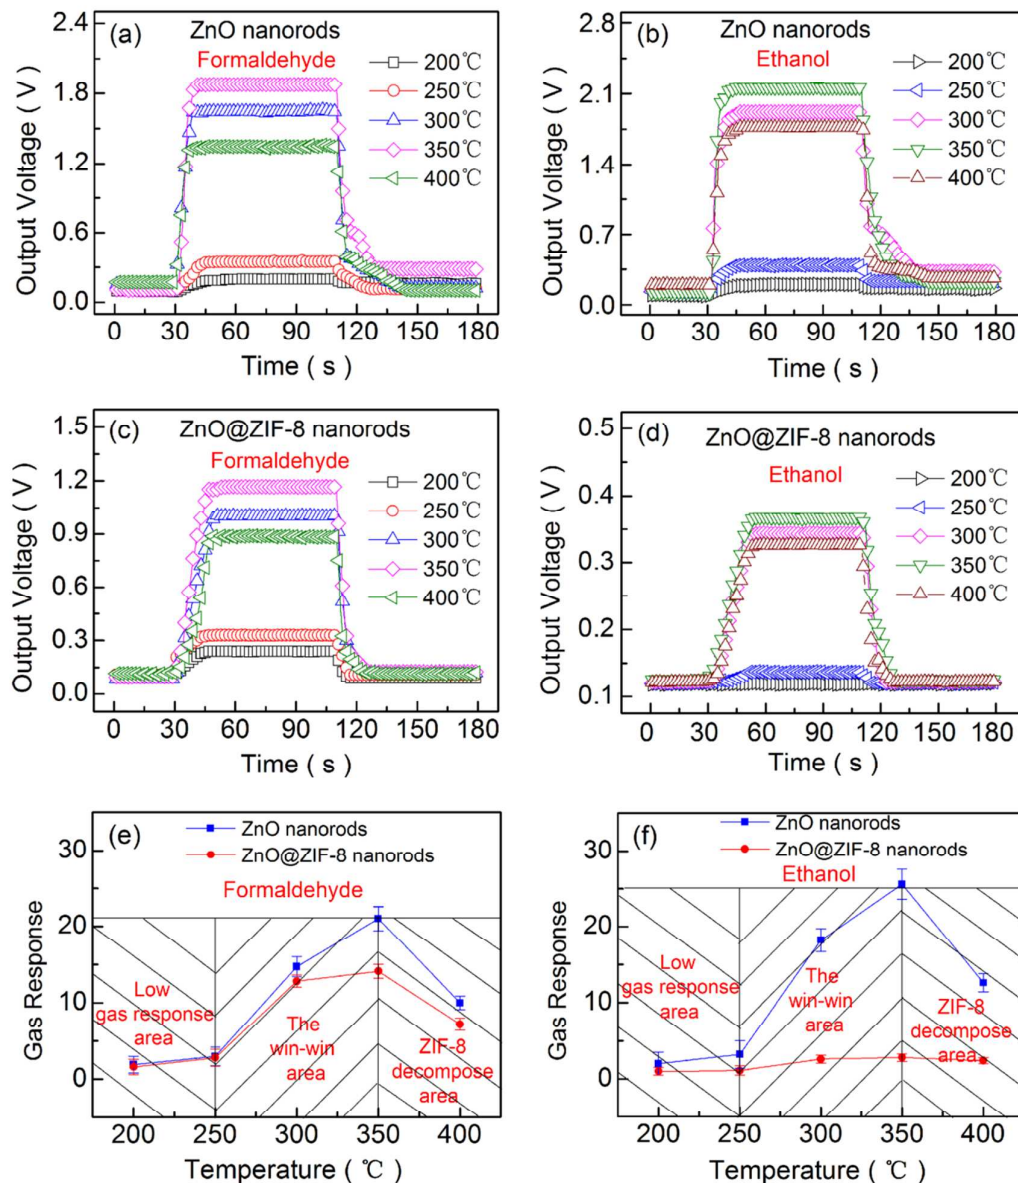 (a) ZnO nanorods
Formaldehyde
200℃
250℃
300℃
350℃
400℃
2.4
1.8
1.2
0.6
0.0
Output Voltage ( V )
0 30 60 90 120 150 180
Time ( s )
(b) ZnO nanorods
Ethanol
200℃
250℃
300℃
350℃
400℃
2.8
2.1
1.4
0.7
0.0
Output Voltage ( V )
0 30 60 90 120 150 180
Time ( s )
(c) ZnO@ZIF-8 nanorods
Formaldehyde
200℃
250℃
300℃
350℃
400℃
1.5
1.2
0.9
0.6
0.3
0.0
Output Voltage ( V )
0 30 60 90 120 150 180
Time ( s )
(d) ZnO@ZIF-8 nanorods
Ethanol
200℃
250℃
300℃
350℃
400℃
0.5
0.4
0.3
0.2
0.1
Output Voltage ( V )
0 30 60 90 120 150 180
Time ( s )
(e) ZnO nanorods
ZnO@ZIF-8 nanorods
Formaldehyde
30
20
10
0
Gas Response
Low
gas response
area
The
win-win
area
ZIF-8
decompose
area
200 250 300 350 400
Temperature ( ℃ )
ZnO nanorods (f)
ZnO@ZIF-8 nanorods
Ethanol
30
20
10
0
Gas Response
Low
gas response
area
The
win-win
area
ZIF-8
decompose
area
200 250 300 350 400
Temperature ( ℃ )